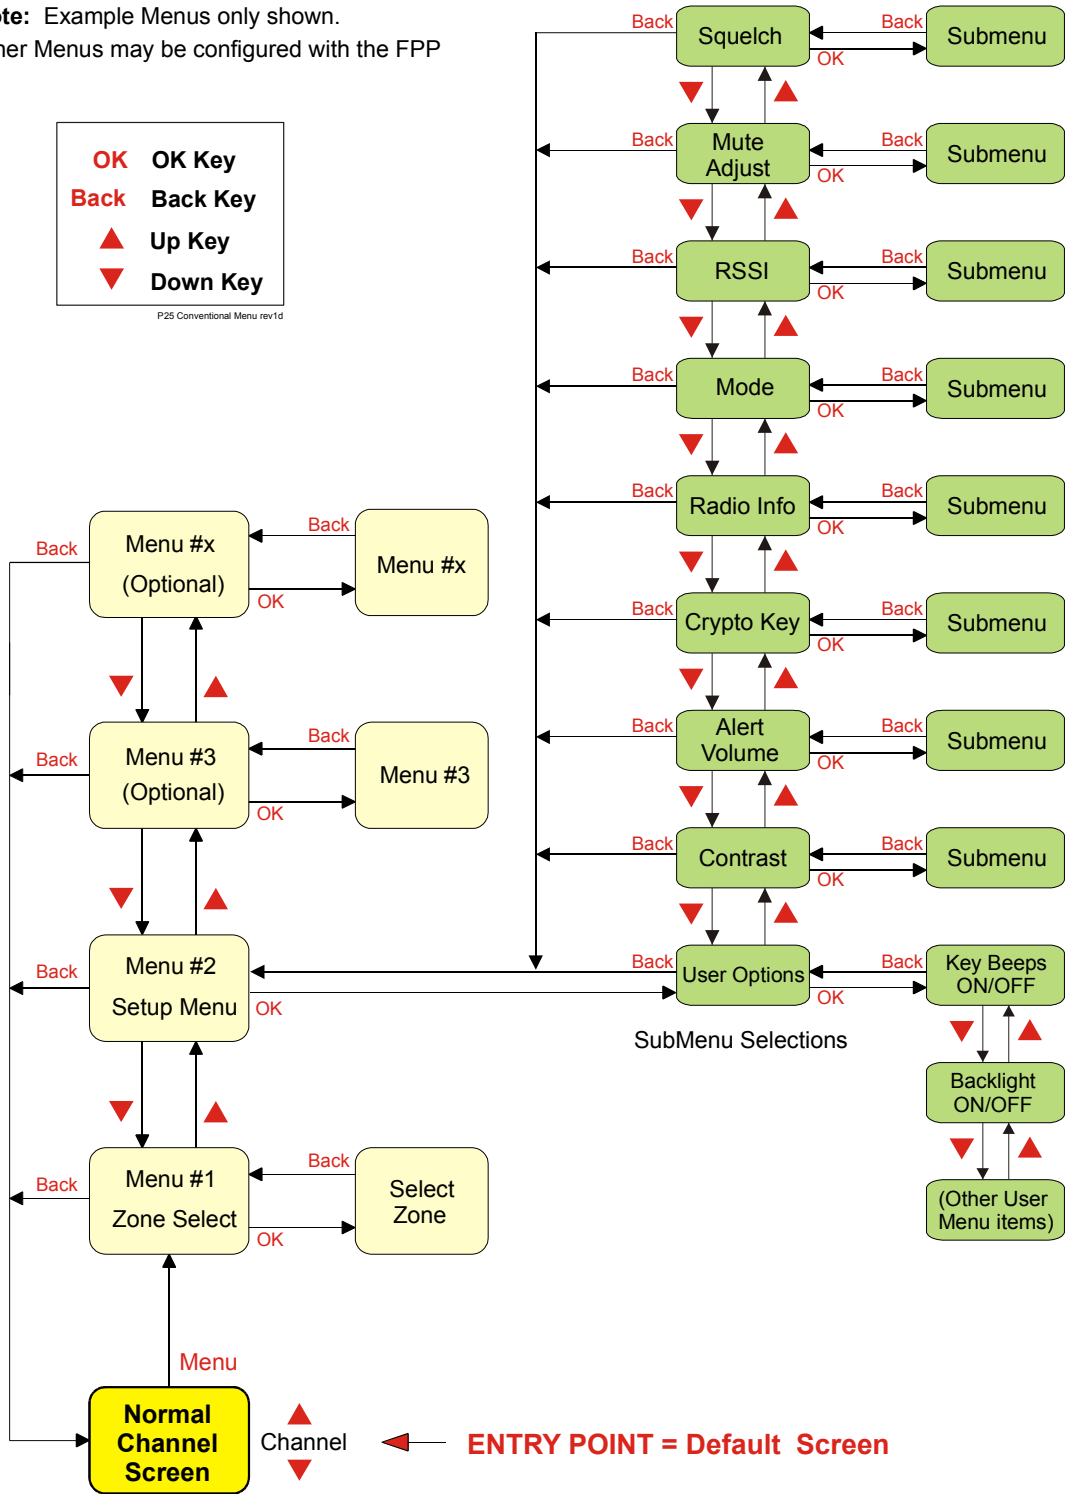 Example Menus only shown.
Menus may be configured with the FPP
OK OK Key
Back Back Key
Up Key
Down Key
P25 Conventional Menu rev1d
Back Squelch Back Submenu
OK
Back Mute Adjust Back Submenu
OK
Back RSSI Back Submenu
OK
Back Mode Back Submenu
OK
Back Radio Info Back Submenu
OK
Back Crypto Key Back Submenu
OK
Back Alert Volume Back Submenu
OK
Back Contrast Back Submenu
OK
Back User Options Back Key Beeps ON/OFF
OK
SubMenu Selections
Backlight
ON/OFF
(Other User
Menu items)
Back Menu #x (Optional) Back Menu #x
OK
Back Menu #3 (Optional) Back Menu #3
OK
Back Menu #2 Setup Menu OK
Back Menu #1 Zone Select Back Select Zone
OK
Menu
Normal
Channel
Screen
Channel
ENTRY POINT = Default Screen